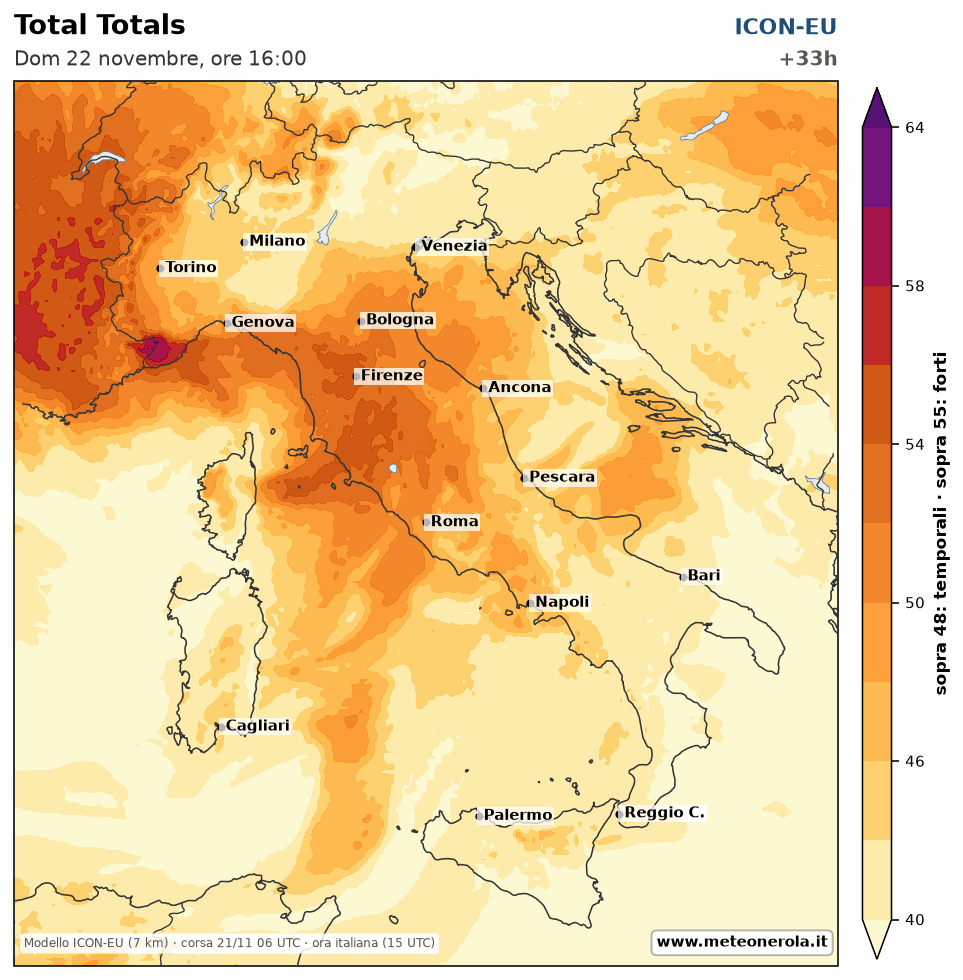 Total Totals
ICON-EU
Dom 22 novembre, ore 16:00
+33h
64
Venezia
Milano
Torino
58
Bologna
Genova
Firenze
Ancona
54
Pescara
Roma
Bari
50
Napoli
Cagliari
46
Palermo
Reggio C.
40
sopra 48: temporali · sopra 55: forti
Modello ICON-EU (7 km) · corsa 21/11 06 UTC · ora italiana (15 UTC)
www.meteonerola.it